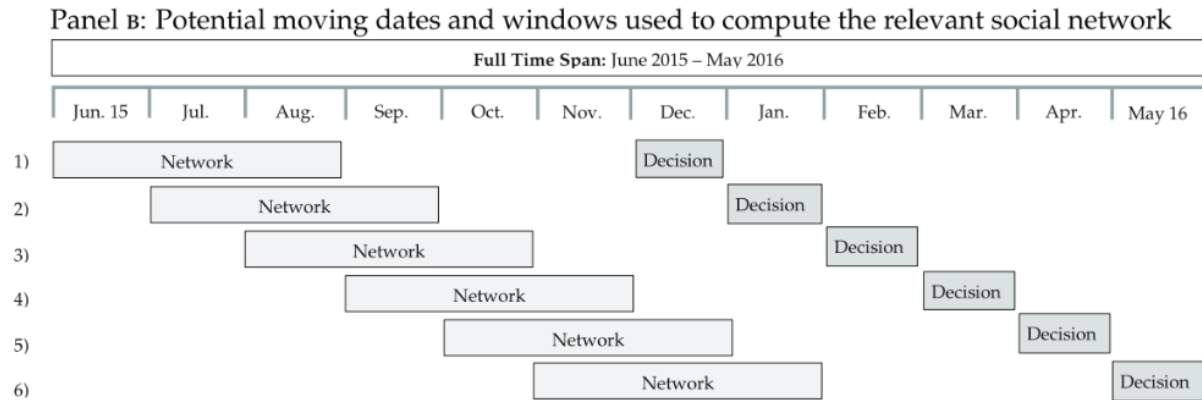 Panel B: Potential moving dates and windows used to compute the relevant social network
Full Time Span: June 2015 – May 2016
Jun. 15 Jul. Aug. Sep. Oct. Nov. Dec. Jan. Feb. Mar. Apr. May 16
1) Network Decision
2) Network Decision
3) Network Decision
4) Network Decision
5) Network Decision
6) Network Decision